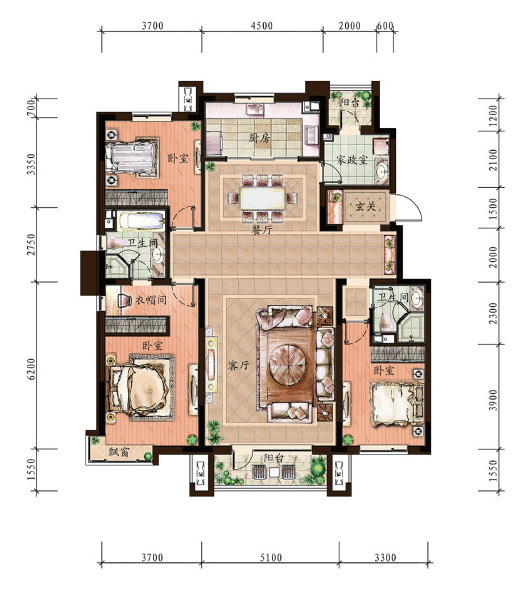 3700 4500 2000 600
700
3350
2750
6200
1550
1200
2100
1500
2000
2300
3900
1550
阳台
厨房
卧室
家政室
玄关
餐厅
卫生间
衣帽间
卫生间
卧室
客厅
卧室
飘窗
阳台
3700 5100 3300